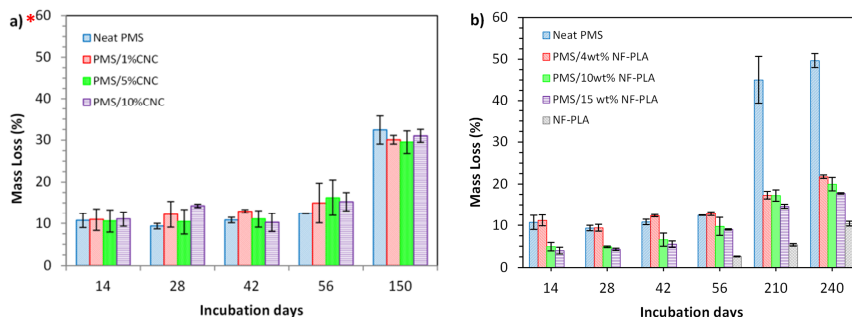 a) *
60
50
40
30
20
10
0
Mass Loss (%)
Neat PMS
PMS/1%CNC
PMS/5%CNC
PMS/10%CNC
14 28 42 56 150
Incubation days
b)
60
50
40
30
20
10
0
Mass Loss (%)
Neat PMS
PMS/4wt% NF-PLA
PMS/10wt% NF-PLA
PMS/15 wt% NF-PLA
NF-PLA
14 28 42 56 210 240
Incubation days